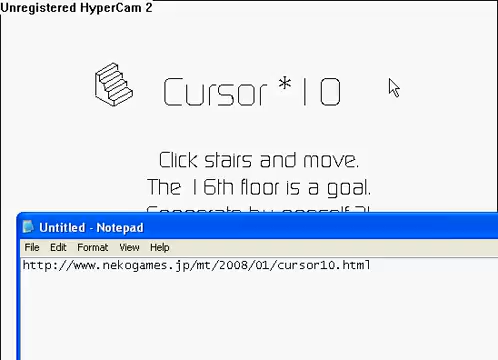 Unregistered HyperCam 2
Cursor *10
Click stairs and move.
The 16th floor is a goal.
Untitled - Notepad
File Edit Format View Help
http://www.nekogames.jp/mt/2008/01/cursor10.html